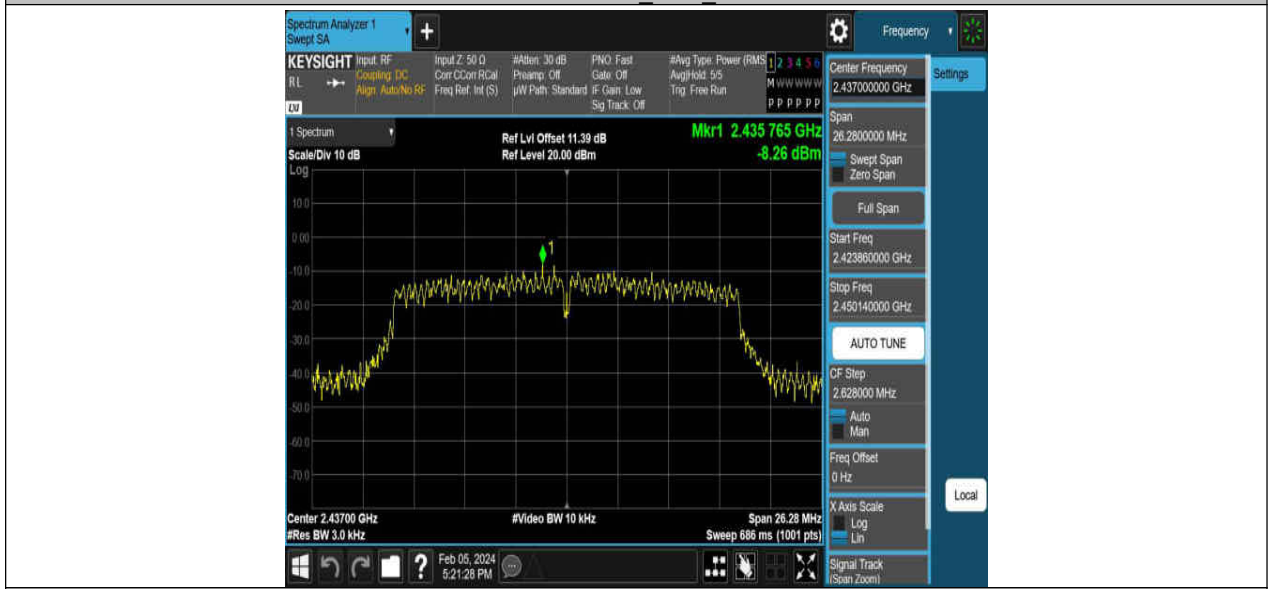 Spectrum Analyzer 1
Swept SA
+
Frequency
KEYSIGHT
RL
LXI
Input: RF
Coupling: DC
Align: Auto/No RF
Input Z: 50 Ω
Corr CCorr RCal
Freq Ref: Int (S)
#Atten: 30 dB
Preamp: Off
µW Path: Standard
PNO: Fast
Gate: Off
IF Gain: Low
Sig Track: Off
#Avg Type: Power (RMS
Avg|Hold: 5/5
Trig: Free Run
1 2 3 4 5 6
M W W W W W
P P P P P P
1 Spectrum
Scale/Div 10 dB
Log
Ref Lvl Offset 11.39 dB
Ref Level 20.00 dBm
Mkr1 2.435 765 GHz
-8.26 dBm
10.0
0.00
-10.0
-20.0
-30.0
-40.0
-50.0
-60.0
-70.0
1
Center 2.43700 GHz
#Res BW 3.0 kHz
#Video BW 10 kHz
Span 26.28 MHz
Sweep 686 ms (1001 pts)
Center Frequency
2.437000000 GHz
Settings
Span
26.2800000 MHz
Swept Span
Zero Span
Full Span
Start Freq
2.423860000 GHz
Stop Freq
2.450140000 GHz
AUTO TUNE
CF Step
2.628000 MHz
Auto
Man
Freq Offset
0 Hz
X Axis Scale
Log
Lin
Local
Signal Track
(Span Zoom)
?
Feb 05, 2024
5:21:28 PM